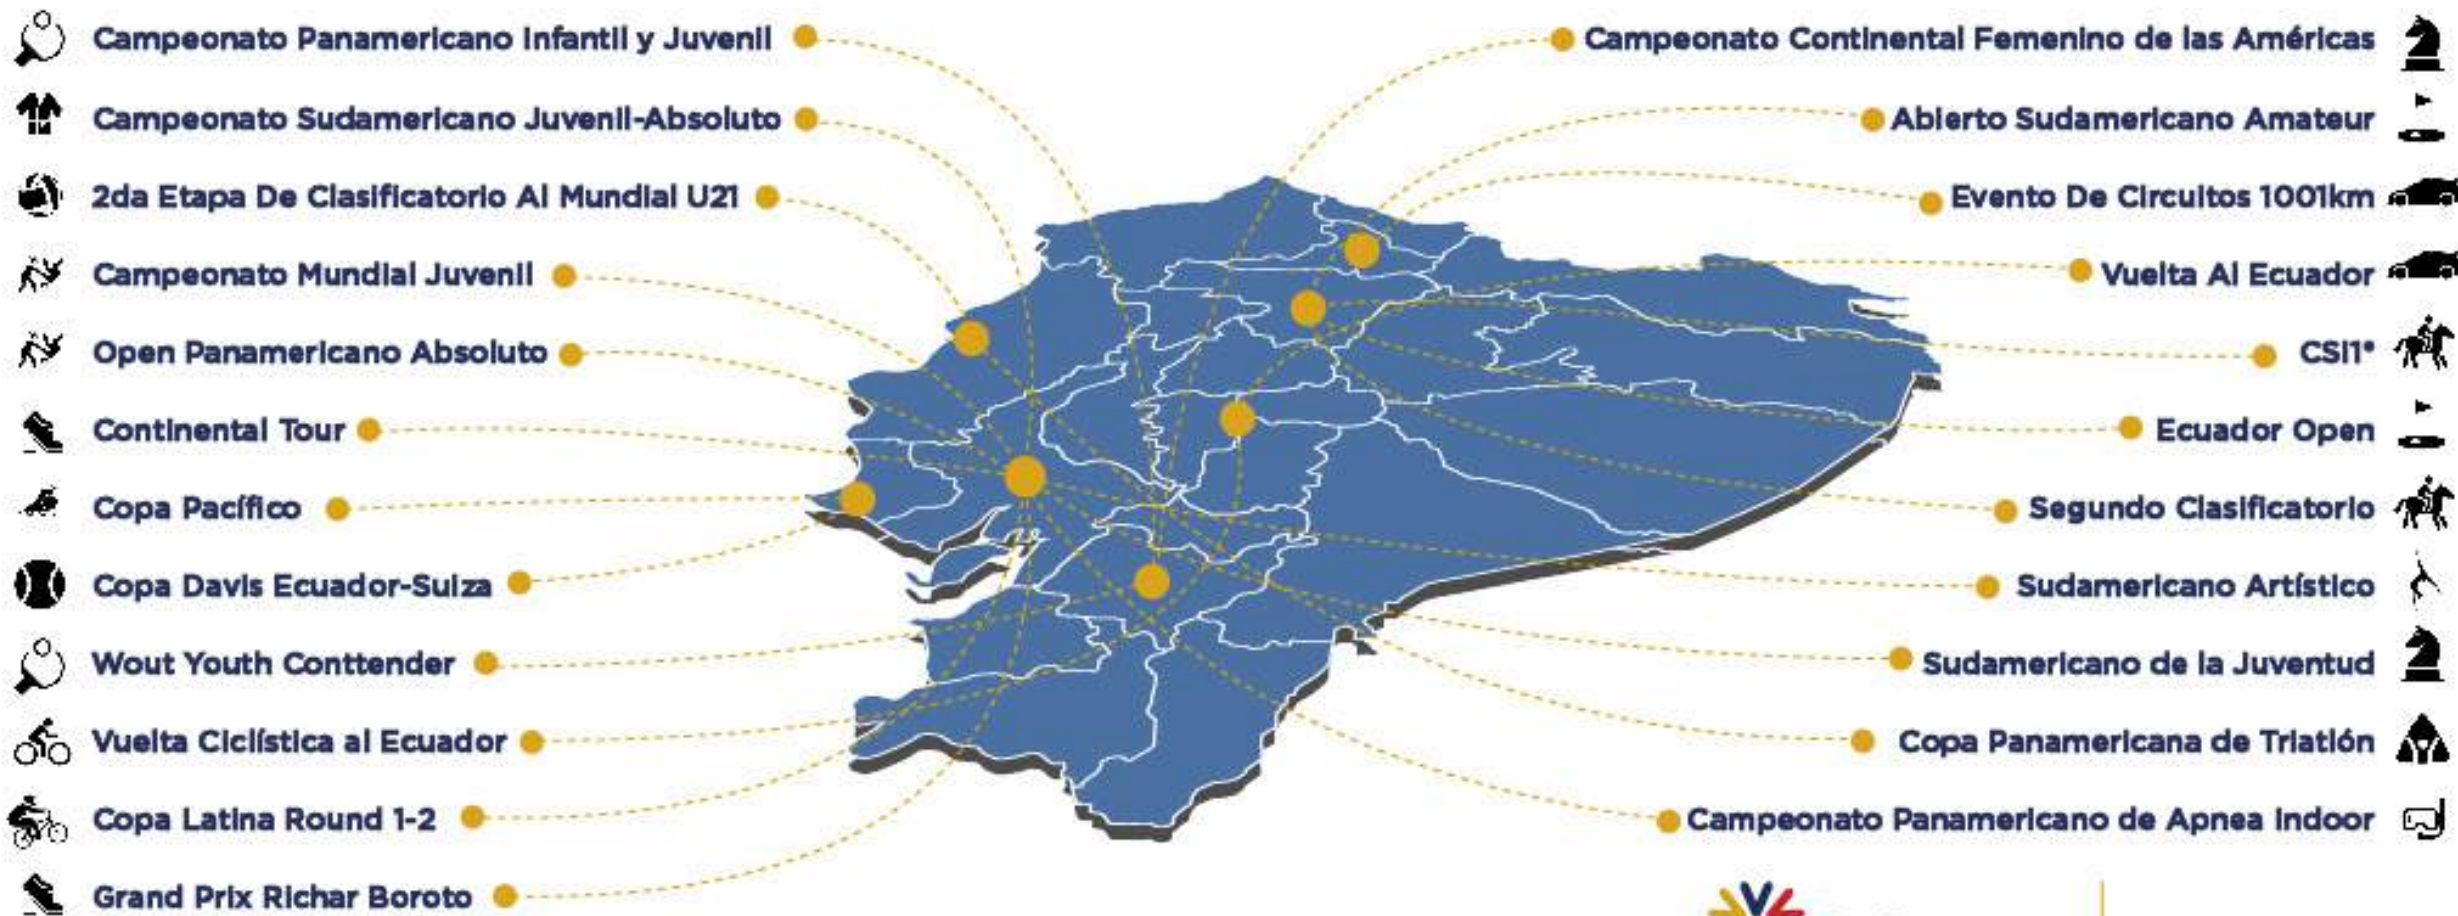 Campeonato Panamericano Infantil y Juvenil
Campeonato Sudamericano Juvenil-Absoluto
2da Etapa De Clasificatorio Al Mundial U21
Campeonato Mundial Juvenil
Open Panamericano Absoluto
Continental Tour
Copa Pacífico
Copa Davis Ecuador-Suiza
Wout Youth Conttender
Vuelta Ciclística al Ecuador
Copa Latina Round 1-2
Grand Prix Richar Boroto
Campeonato Continental Femenino de las Américas
Abierto Sudamericano Amateur
Evento De Circuitos 1001km
Vuelta Al Ecuador
CSI1*
Ecuador Open
Segundo Clasificatorio
Sudamericano Artístico
Sudamericano de la Juventud
Copa Panamericana de Triatlón
Campeonato Panamericano de Apnea Indoor